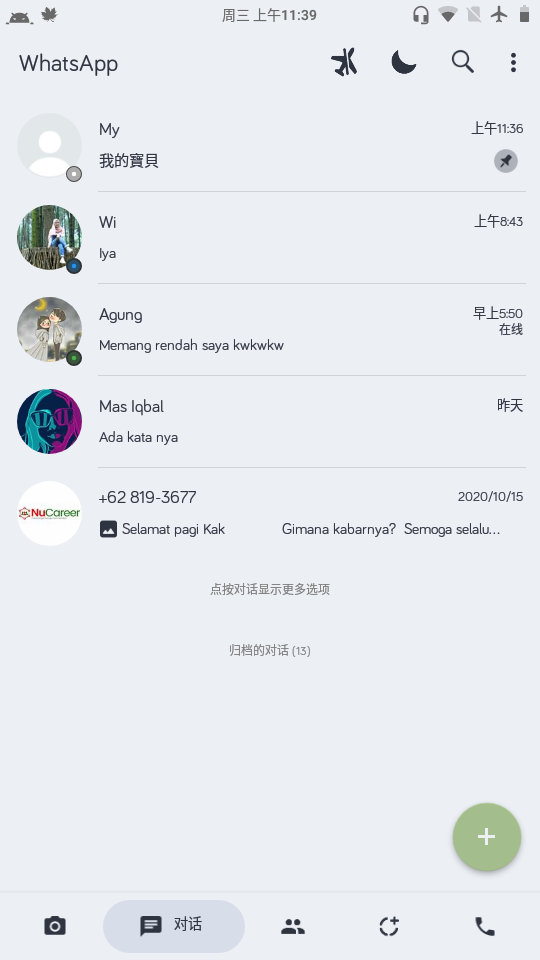 周三 上午11:39
WhatsApp
My
上午11:36
我的寶貝
Wi
上午8:43
Iya
Agung
早上5:50
在线
Memang rendah saya kwkwkw
Mas Iqbal
昨天
Ada kata nya
NuCareer
+62 819-3677
2020/10/15
Selamat pagi Kak Gimana kabarnya? Semoga selalu...
点按对话显示更多选项
归档的对话 (13)
对话